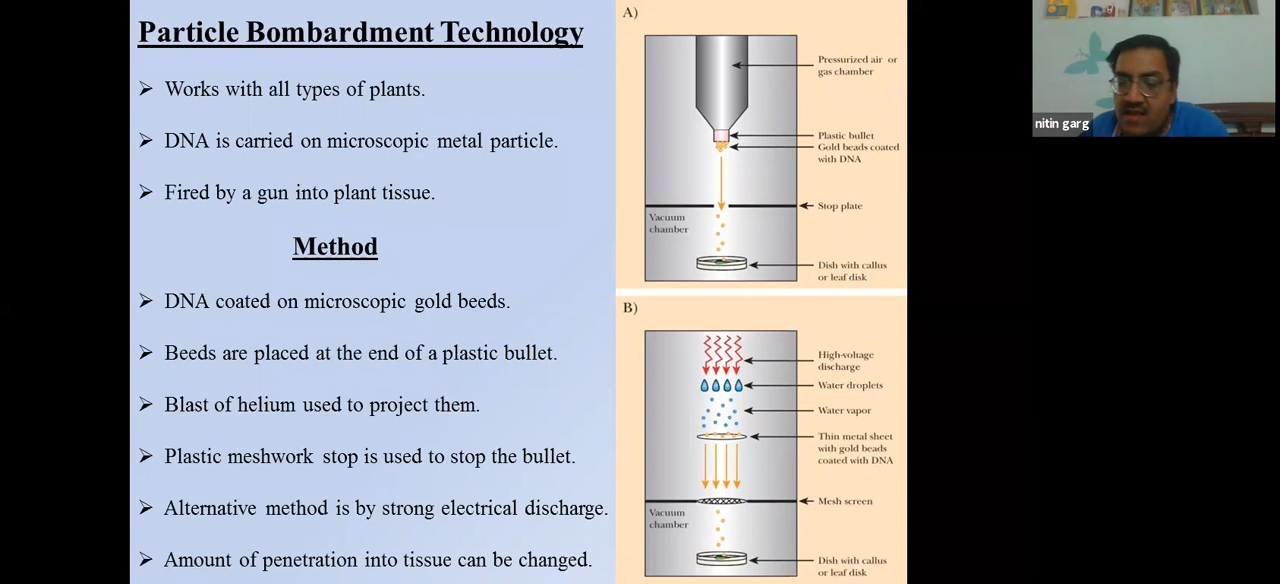 Particle Bombardment Technology
➢ Works with all types of plants.
➢ DNA is carried on microscopic metal particle.
➢ Fired by a gun into plant tissue.
Method
➢ DNA coated on microscopic gold beeds.
➢ Beeds are placed at the end of a plastic bullet.
➢ Blast of helium used to project them.
➢ Plastic meshwork stop is used to stop the bullet.
➢ Alternative method is by strong electrical discharge.
➢ Amount of penetration into tissue can be changed.
A)
Pressurized air or
gas chamber
Plastic bullet
Gold beads coated
with DNA
Stop plate
Vacuum
chamber
Dish with callus
or leaf disk
B)
High-voltage
discharge
Water droplets
Water vapor
Thin metal sheet
with gold beads
coated with DNA
Mesh screen
Vacuum
chamber
Dish with callus
or leaf disk
nitin garg